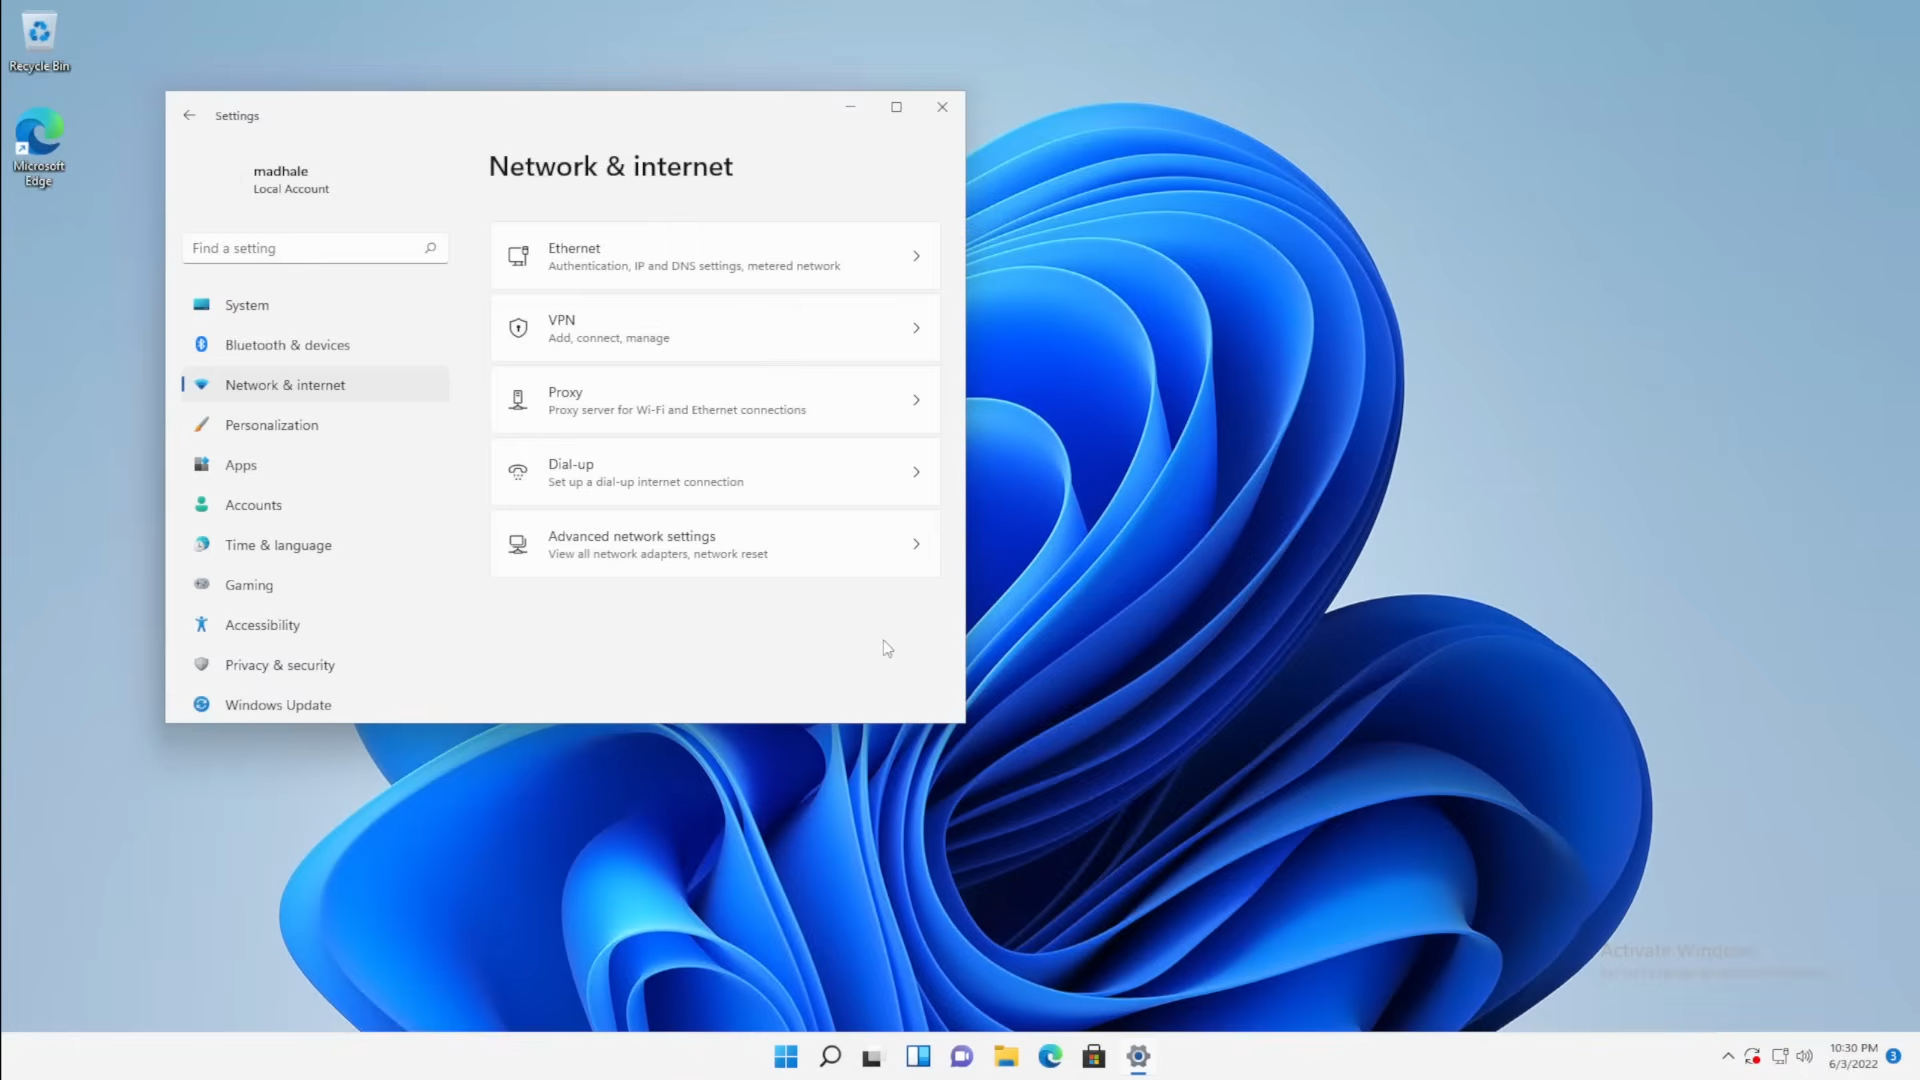 Recycle Bin
Microsoft
Edge
Settings
madhale
Local Account
Find a setting
System
Bluetooth & devices
Network & internet
Personalization
Apps
Accounts
Time & language
Gaming
Accessibility
Privacy & security
Windows Update
Network & internet
Ethernet
Authentication, IP and DNS settings, metered network
VPN
Add, connect, manage
Proxy
Proxy server for Wi-Fi and Ethernet connections
Dial-up
Set up a dial-up internet connection
Advanced network settings
View all network adapters, network reset
Activate Windows
10:30 PM
6/3/2022
3